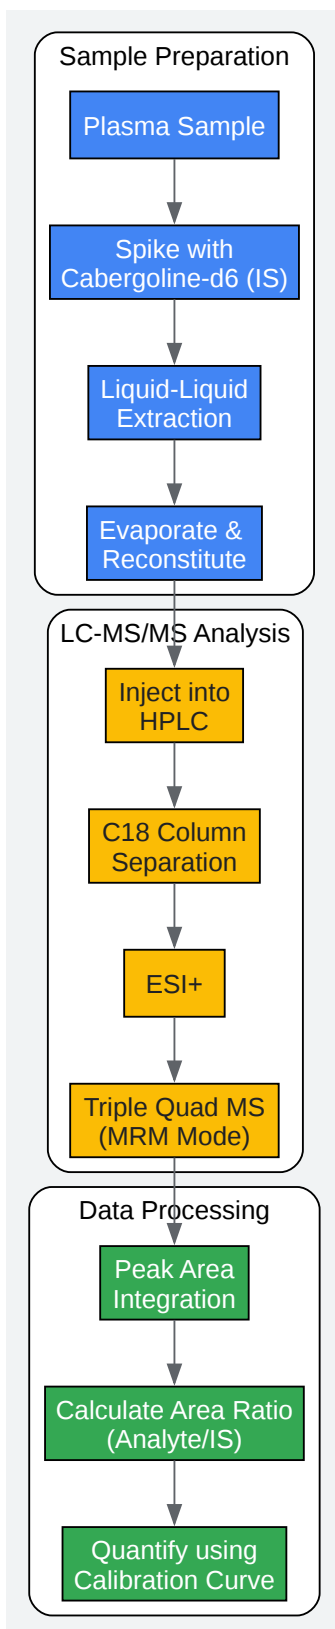 Sample Preparation
Plasma Sample
Spike with
Cabergoline-d6 (IS)
Liquid-Liquid
Extraction
Evaporate &
Reconstitute
LC-MS/MS Analysis
Inject into
HPLC
C18 Column
Separation
ESI+
Triple Quad MS
(MRM Mode)
Data Processing
Peak Area
Integration
Calculate Area Ratio
(Analyte/IS)
Quantify using
Calibration Curve